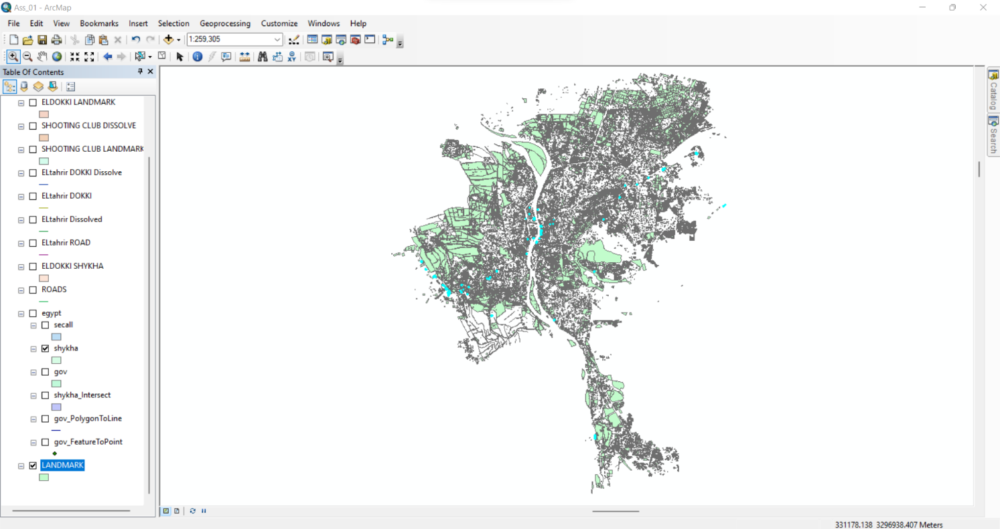 Ass_01 - ArcMap
File Edit View Bookmarks Insert Selection Geoprocessing Customize Windows Help
1:259,305
Table Of Contents
ELDOKKI LANDMARK
SHOOTING CLUB DISSOLVE
SHOOTING CLUB LANDMARK
ELtahrir DOKKI Dissolve
ELtahrir DOKKI
ELtahrir Dissolved
ELtahrir ROAD
ELDOKKI SHYKHA
ROADS
egypt
secall
shykha
gov
shykha_Intersect
gov_PolygonToLine
gov_FeatureToPoint
LANDMARK
Catalog
Search
331178.138 3296938.407 Meters